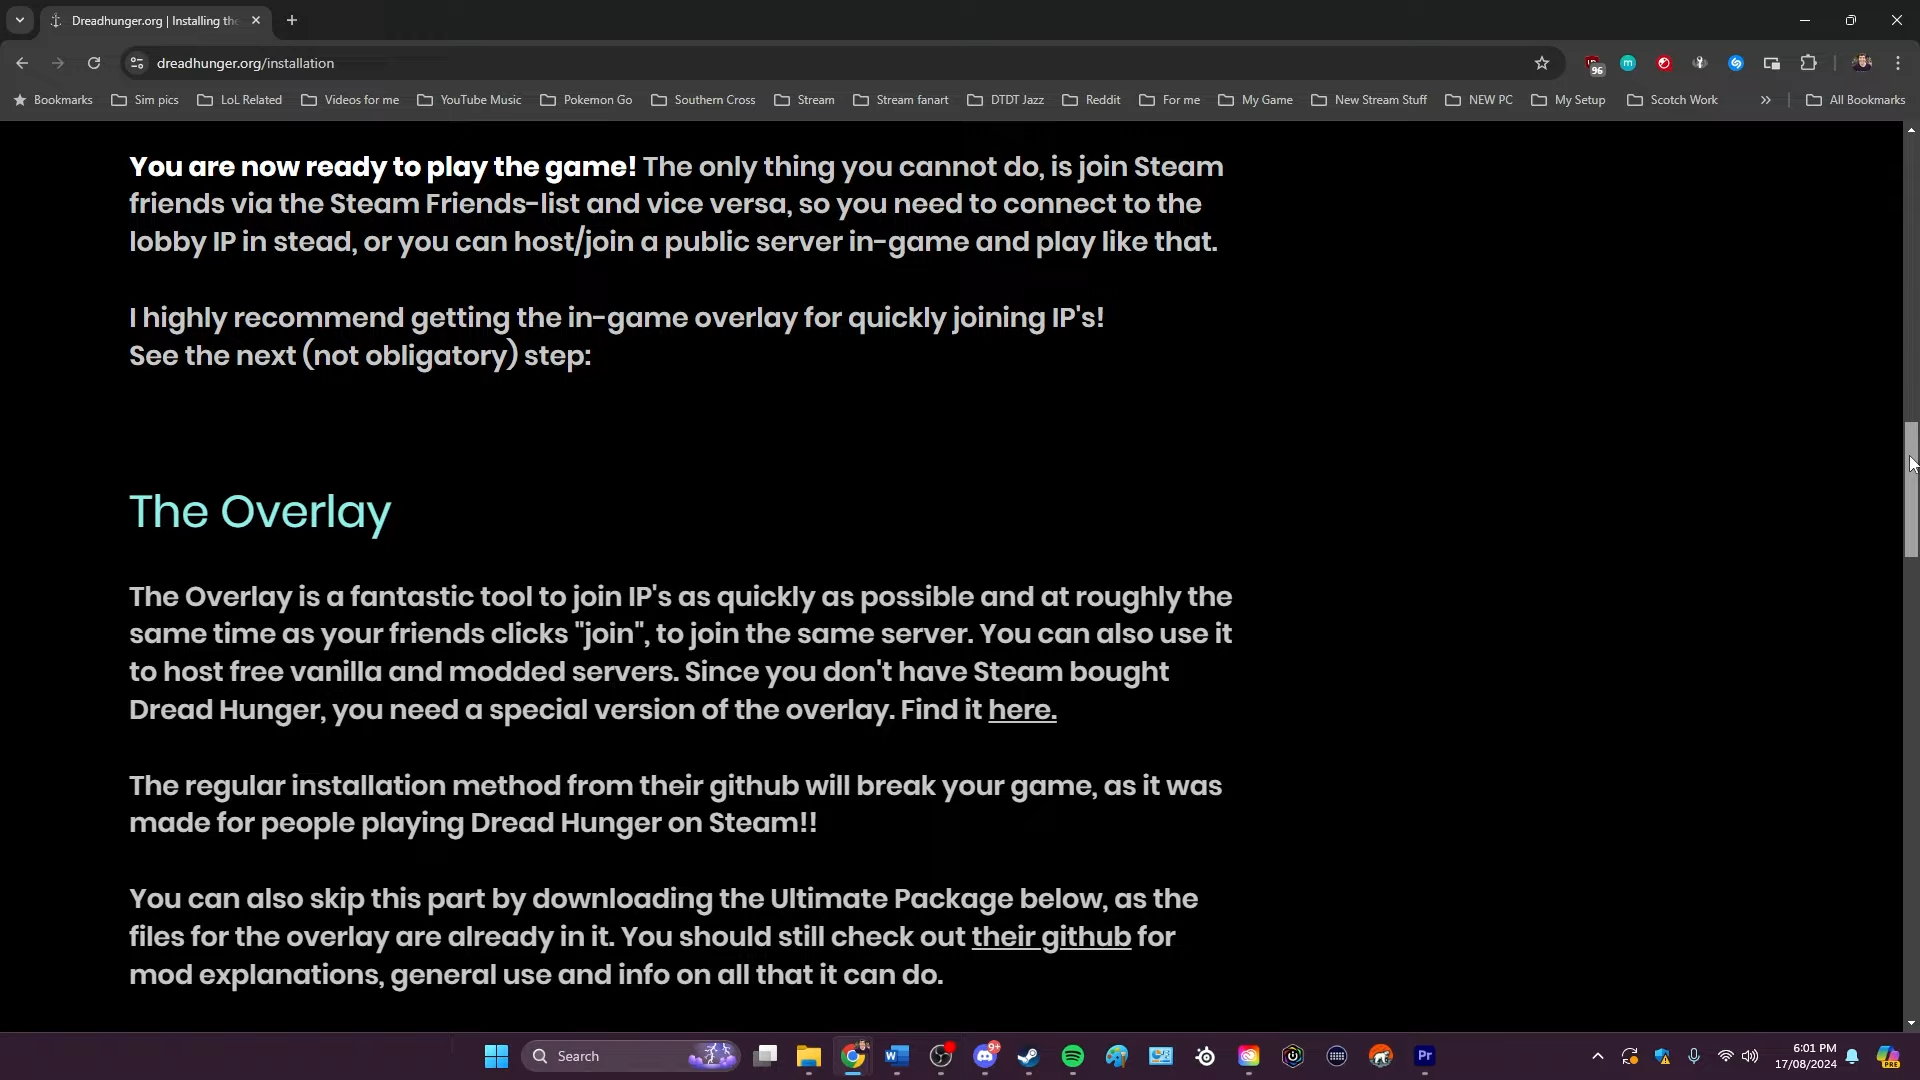 Dreadhunger.org | Installing the
dreadhunger.org/installation
96
Bookmarks
Sim pics
LoL Related
Videos for me
YouTube Music
Pokemon Go
Southern Cross
Stream
Stream fanart
DTDT Jazz
Reddit
For me
My Game
New Stream Stuff
NEW PC
My Setup
Scotch Work
All Bookmarks
You are now ready to play the game! The only thing you cannot do, is join Steam
friends via the Steam Friends-list and vice versa, so you need to connect to the
lobby IP in stead, or you can host/join a public server in-game and play like that.
I highly recommend getting the in-game overlay for quickly joining IP's!
See the next (not obligatory) step:
The Overlay
The Overlay is a fantastic tool to join IP's as quickly as possible and at roughly the
same time as your friends clicks "join", to join the same server. You can also use it
to host free vanilla and modded servers. Since you don't have Steam bought
Dread Hunger, you need a special version of the overlay. Find it here.
The regular installation method from their github will break your game, as it was
made for people playing Dread Hunger on Steam!!
You can also skip this part by downloading the Ultimate Package below, as the
files for the overlay are already in it. You should still check out their github for
mod explanations, general use and info on all that it can do.
Search
9+
Pr
6:01 PM
17/08/2024
PRE